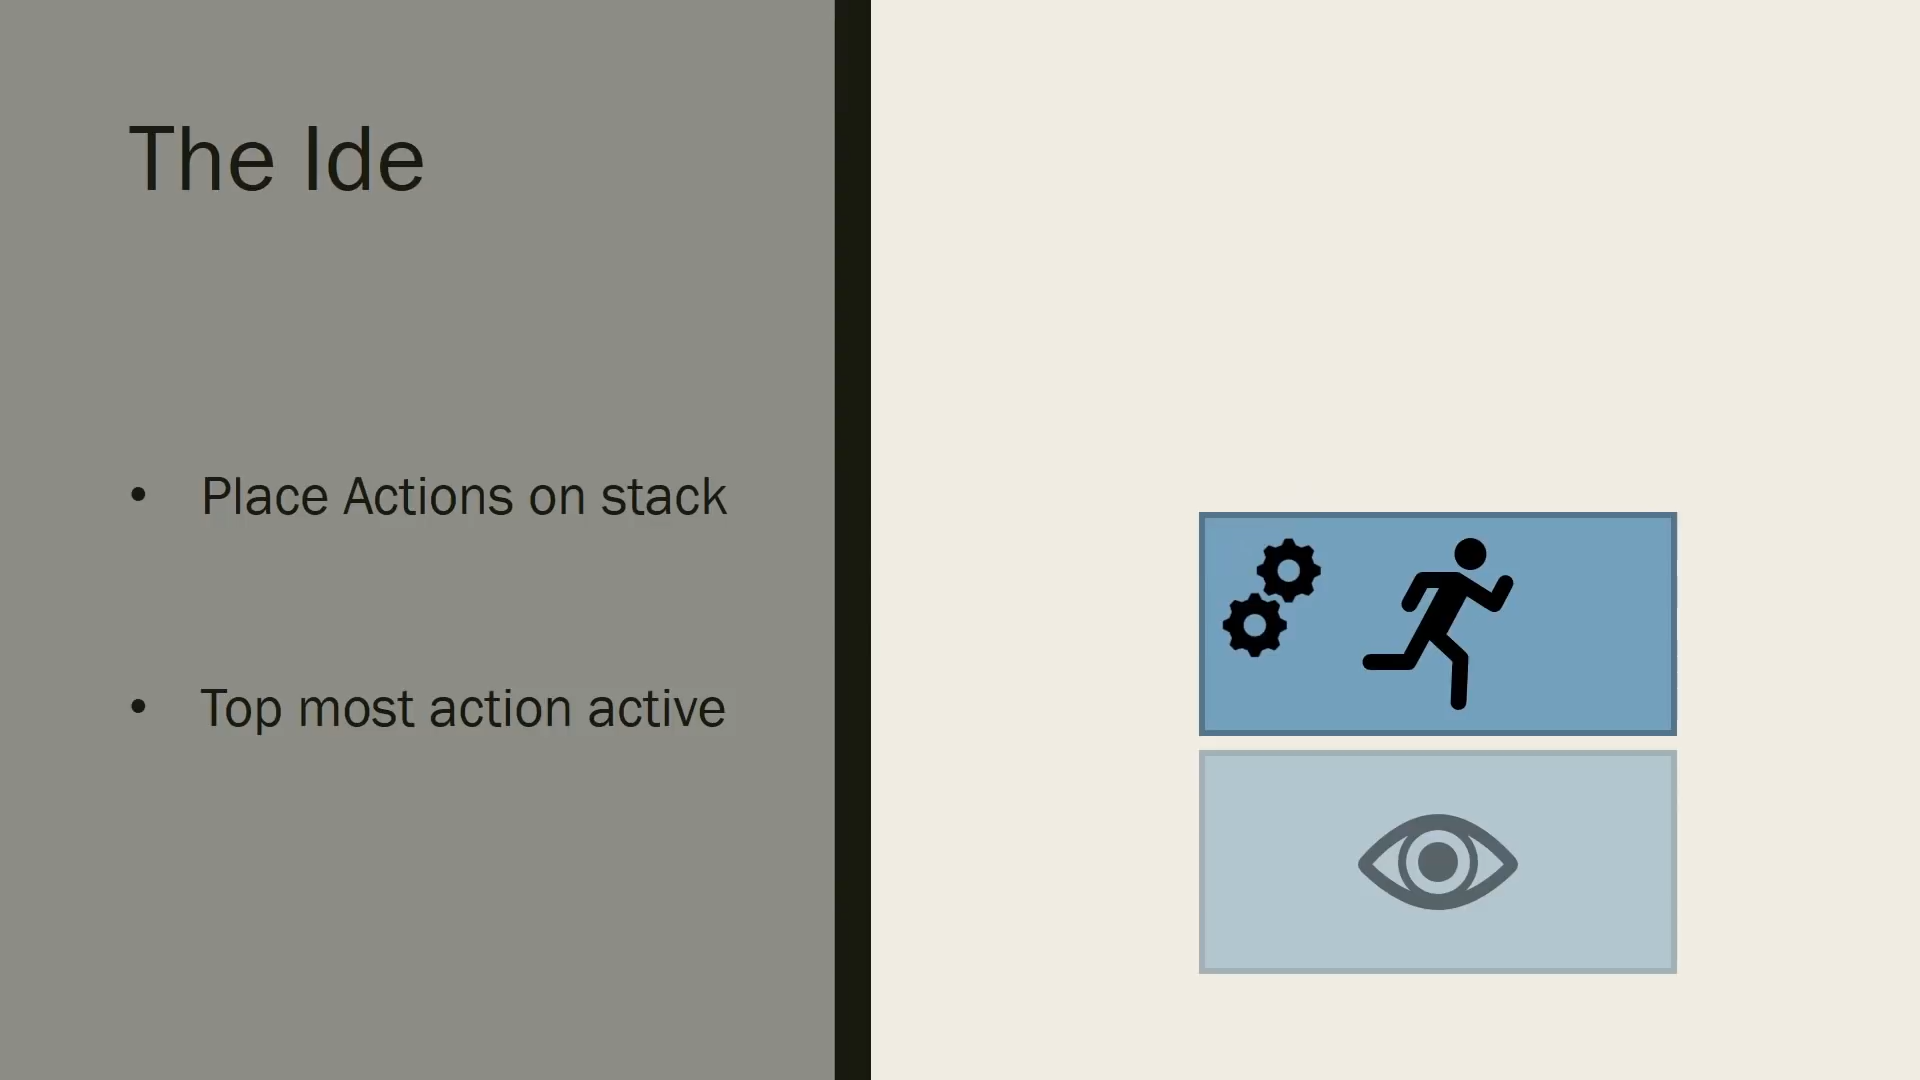 The Ide
• Place Actions on stack
• Top most action active